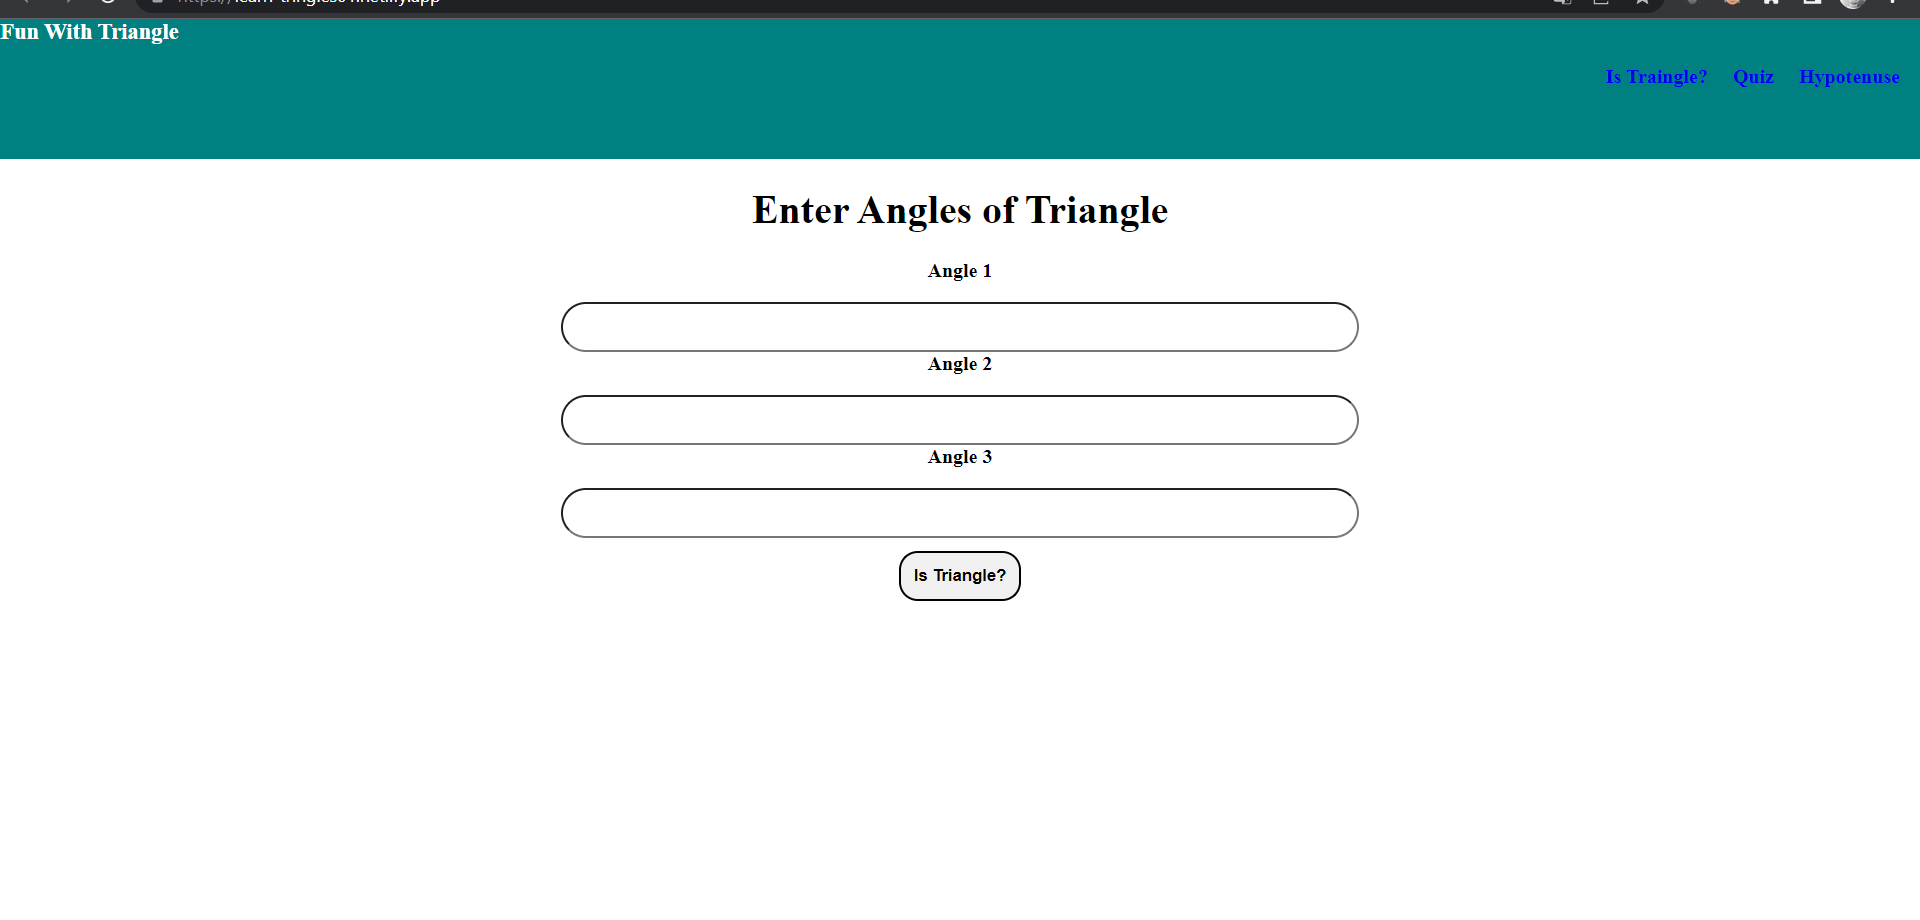 Fun With Triangle
Is Traingle? Quiz Hypotenuse
Enter Angles of Triangle
Angle 1
Angle 2
Angle 3
Is Triangle?